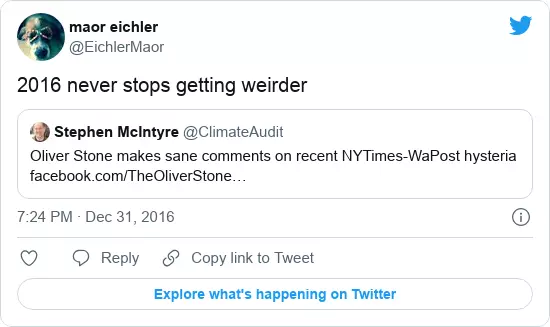 maor eichler
@EichlerMaor
2016 never stops getting weirder
Stephen McIntyre @ClimateAudit
Oliver Stone makes sane comments on recent NYTimes-WaPost hysteria
facebook.com/TheOliverStone…
7:24 PM · Dec 31, 2016
Reply Copy link to Tweet
Explore what's happening on Twitter